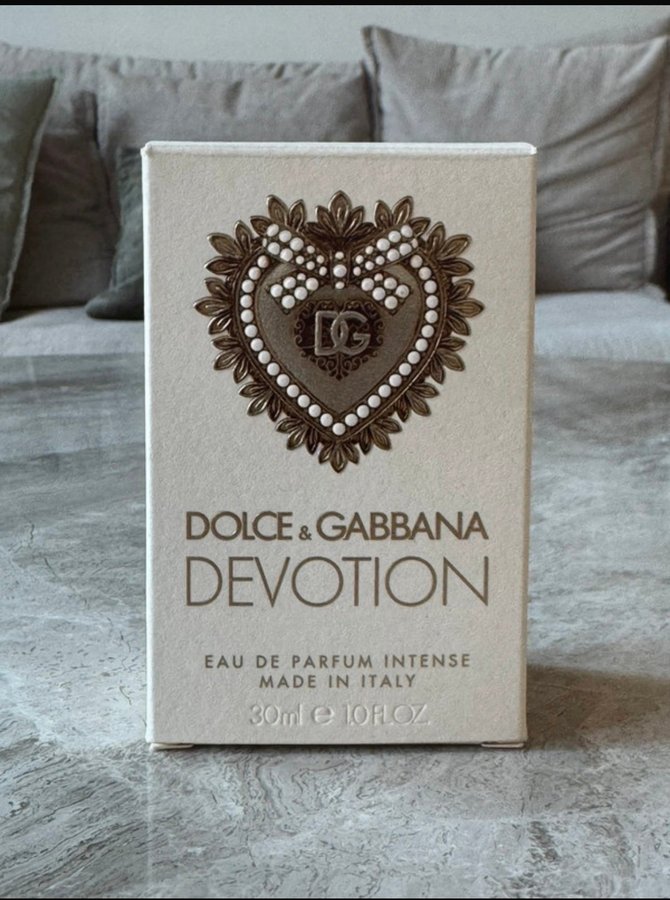 DG
DOLCE & GABBANA
DEVOTION
EAU DE PARFUM INTENSE
MADE IN ITALY
30ml e 1.0 FL.OZ.